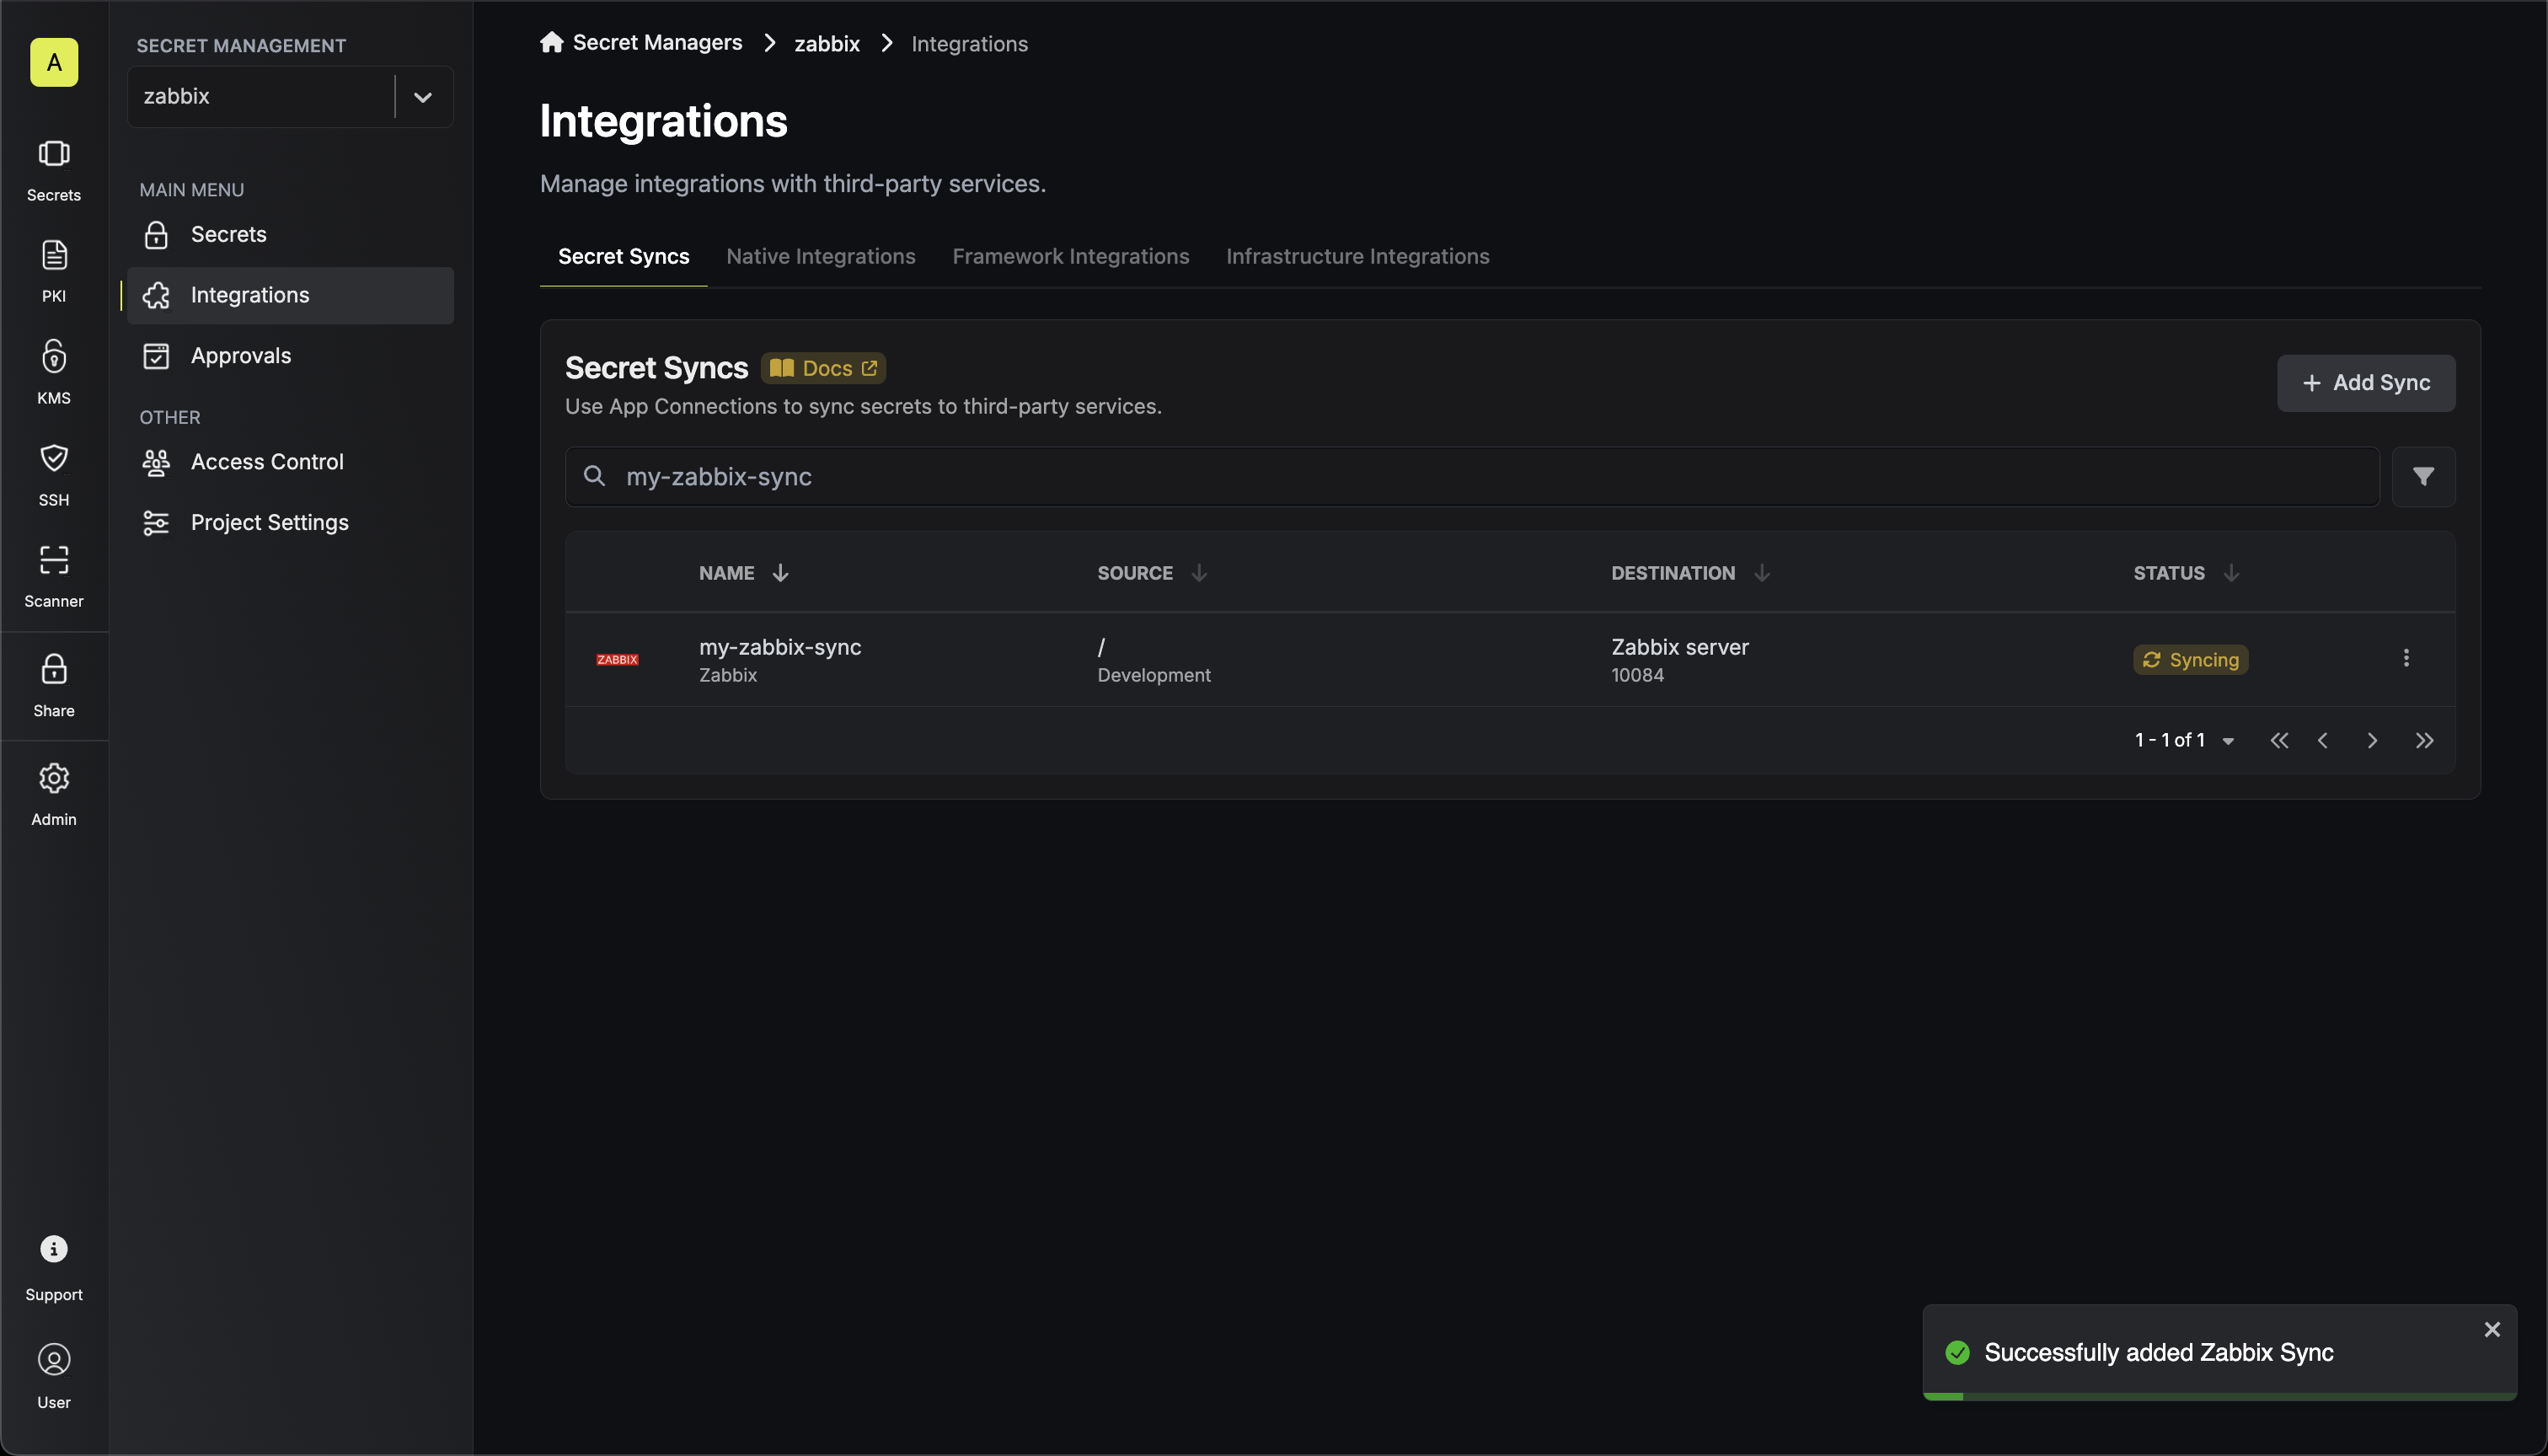 A
Secrets
PKI
KMS
SSH
Scanner
Share
Admin
Support
User
SECRET MANAGEMENT
zabbix
MAIN MENU
Secrets
Integrations
Approvals
OTHER
Access Control
Project Settings
Secret Managers zabbix Integrations
Integrations
Manage integrations with third-party services.
Secret Syncs Native Integrations Framework Integrations Infrastructure Integrations
Secret Syncs Docs
Use App Connections to sync secrets to third-party services.
+ Add Sync
my-zabbix-sync
NAME SOURCE DESTINATION STATUS
ZABBIX my-zabbix-sync / Zabbix server Syncing
Zabbix Development 10084
1 - 1 of 1
Successfully added Zabbix Sync